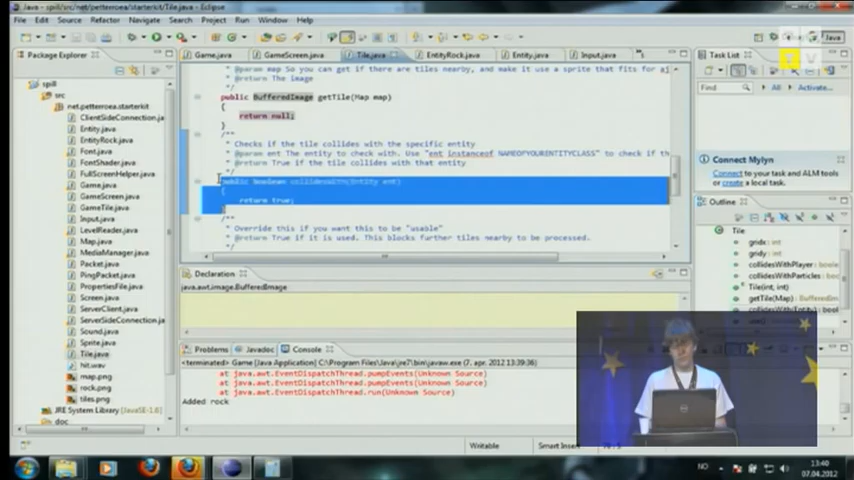 Java - spill/src/net/petterroea/starterkit/Tile.java - Eclipse
File Edit Source Refactor Navigate Search Project Run Window Help
Java
Package Explorer
Game.java GameScreen.java Tile.java EntityRock.java Entity.java Input.java
Task List
spill
src
net.petterroea.starterkit
ClientSideConnection.ja
Entity.java
EntityRock.java
Font.java
FontShader.java
FullScreenHelper.java
Game.java
GameScreen.java
GameTile.java
Input.java
LevelReader.java
Map.java
MediaManager.java
Packet.java
PingPacket.java
PropertiesFile.java
Screen.java
ServerClient.java
ServerSideConnection.ja
Sound.java
Sprite.java
Tile.java
hit.wav
map.png
rock.png
tiles.png
JRE System Library [JavaSE-1.6]
doc
* @param map So you can get if there are tiles nearby, and make it use a sprite that fits for
* @return The image
*/
public BufferedImage getTile(Map map)
{
return null;
}
/**
* Checks if the tile collides with the specific entity
* @param ent The entity to check with. Use "ent instanceof NAMEOFYOURENTITYCLASS" to check if th
* @return True if the tile collides with that entity
*/
public boolean collidesWith(Entity ent)
{
return true;
}
/**
* Override this if you want this to be "usable"
* @return True if it is used. This blocks further tiles nearby to be processed.
*/
Find All Activate...
Connect Mylyn
Connect to your task and ALM tools
or create a local task.
Outline
Tile
gridx : int
gridy : int
collidesWithPlayer : boole
collidesWithParticles : bo
Tile(int, int)
getTile(Map) : BufferedIm
Declaration
java.awt.image.BufferedImage
Problems Javadoc Console
<terminated> Game [Java Application] C:\Program Files\Java\jre7\bin\javaw.exe (7. apr. 2012 13:39:36)
at java.awt.EventDispatchThread.pumpEvents(Unknown Source)
at java.awt.EventDispatchThread.pumpEvents(Unknown Source)
at java.awt.EventDispatchThread.run(Unknown Source)
Added rock
Writable Smart Insert
NO
13:40
07.04.2012